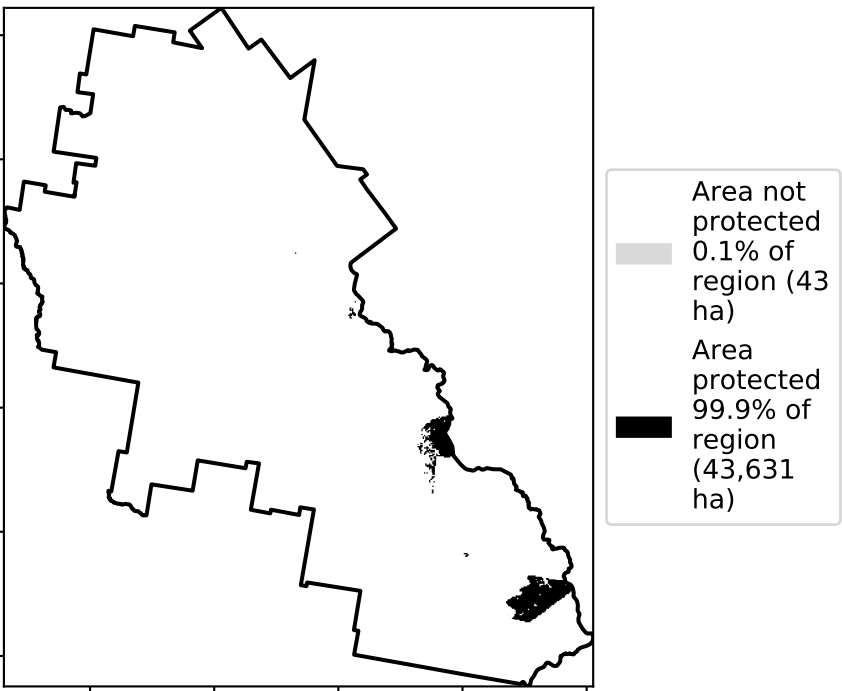 Area not
protected
0.1% of
region (43
ha)
Area
protected
99.9% of
region
(43,631
ha)